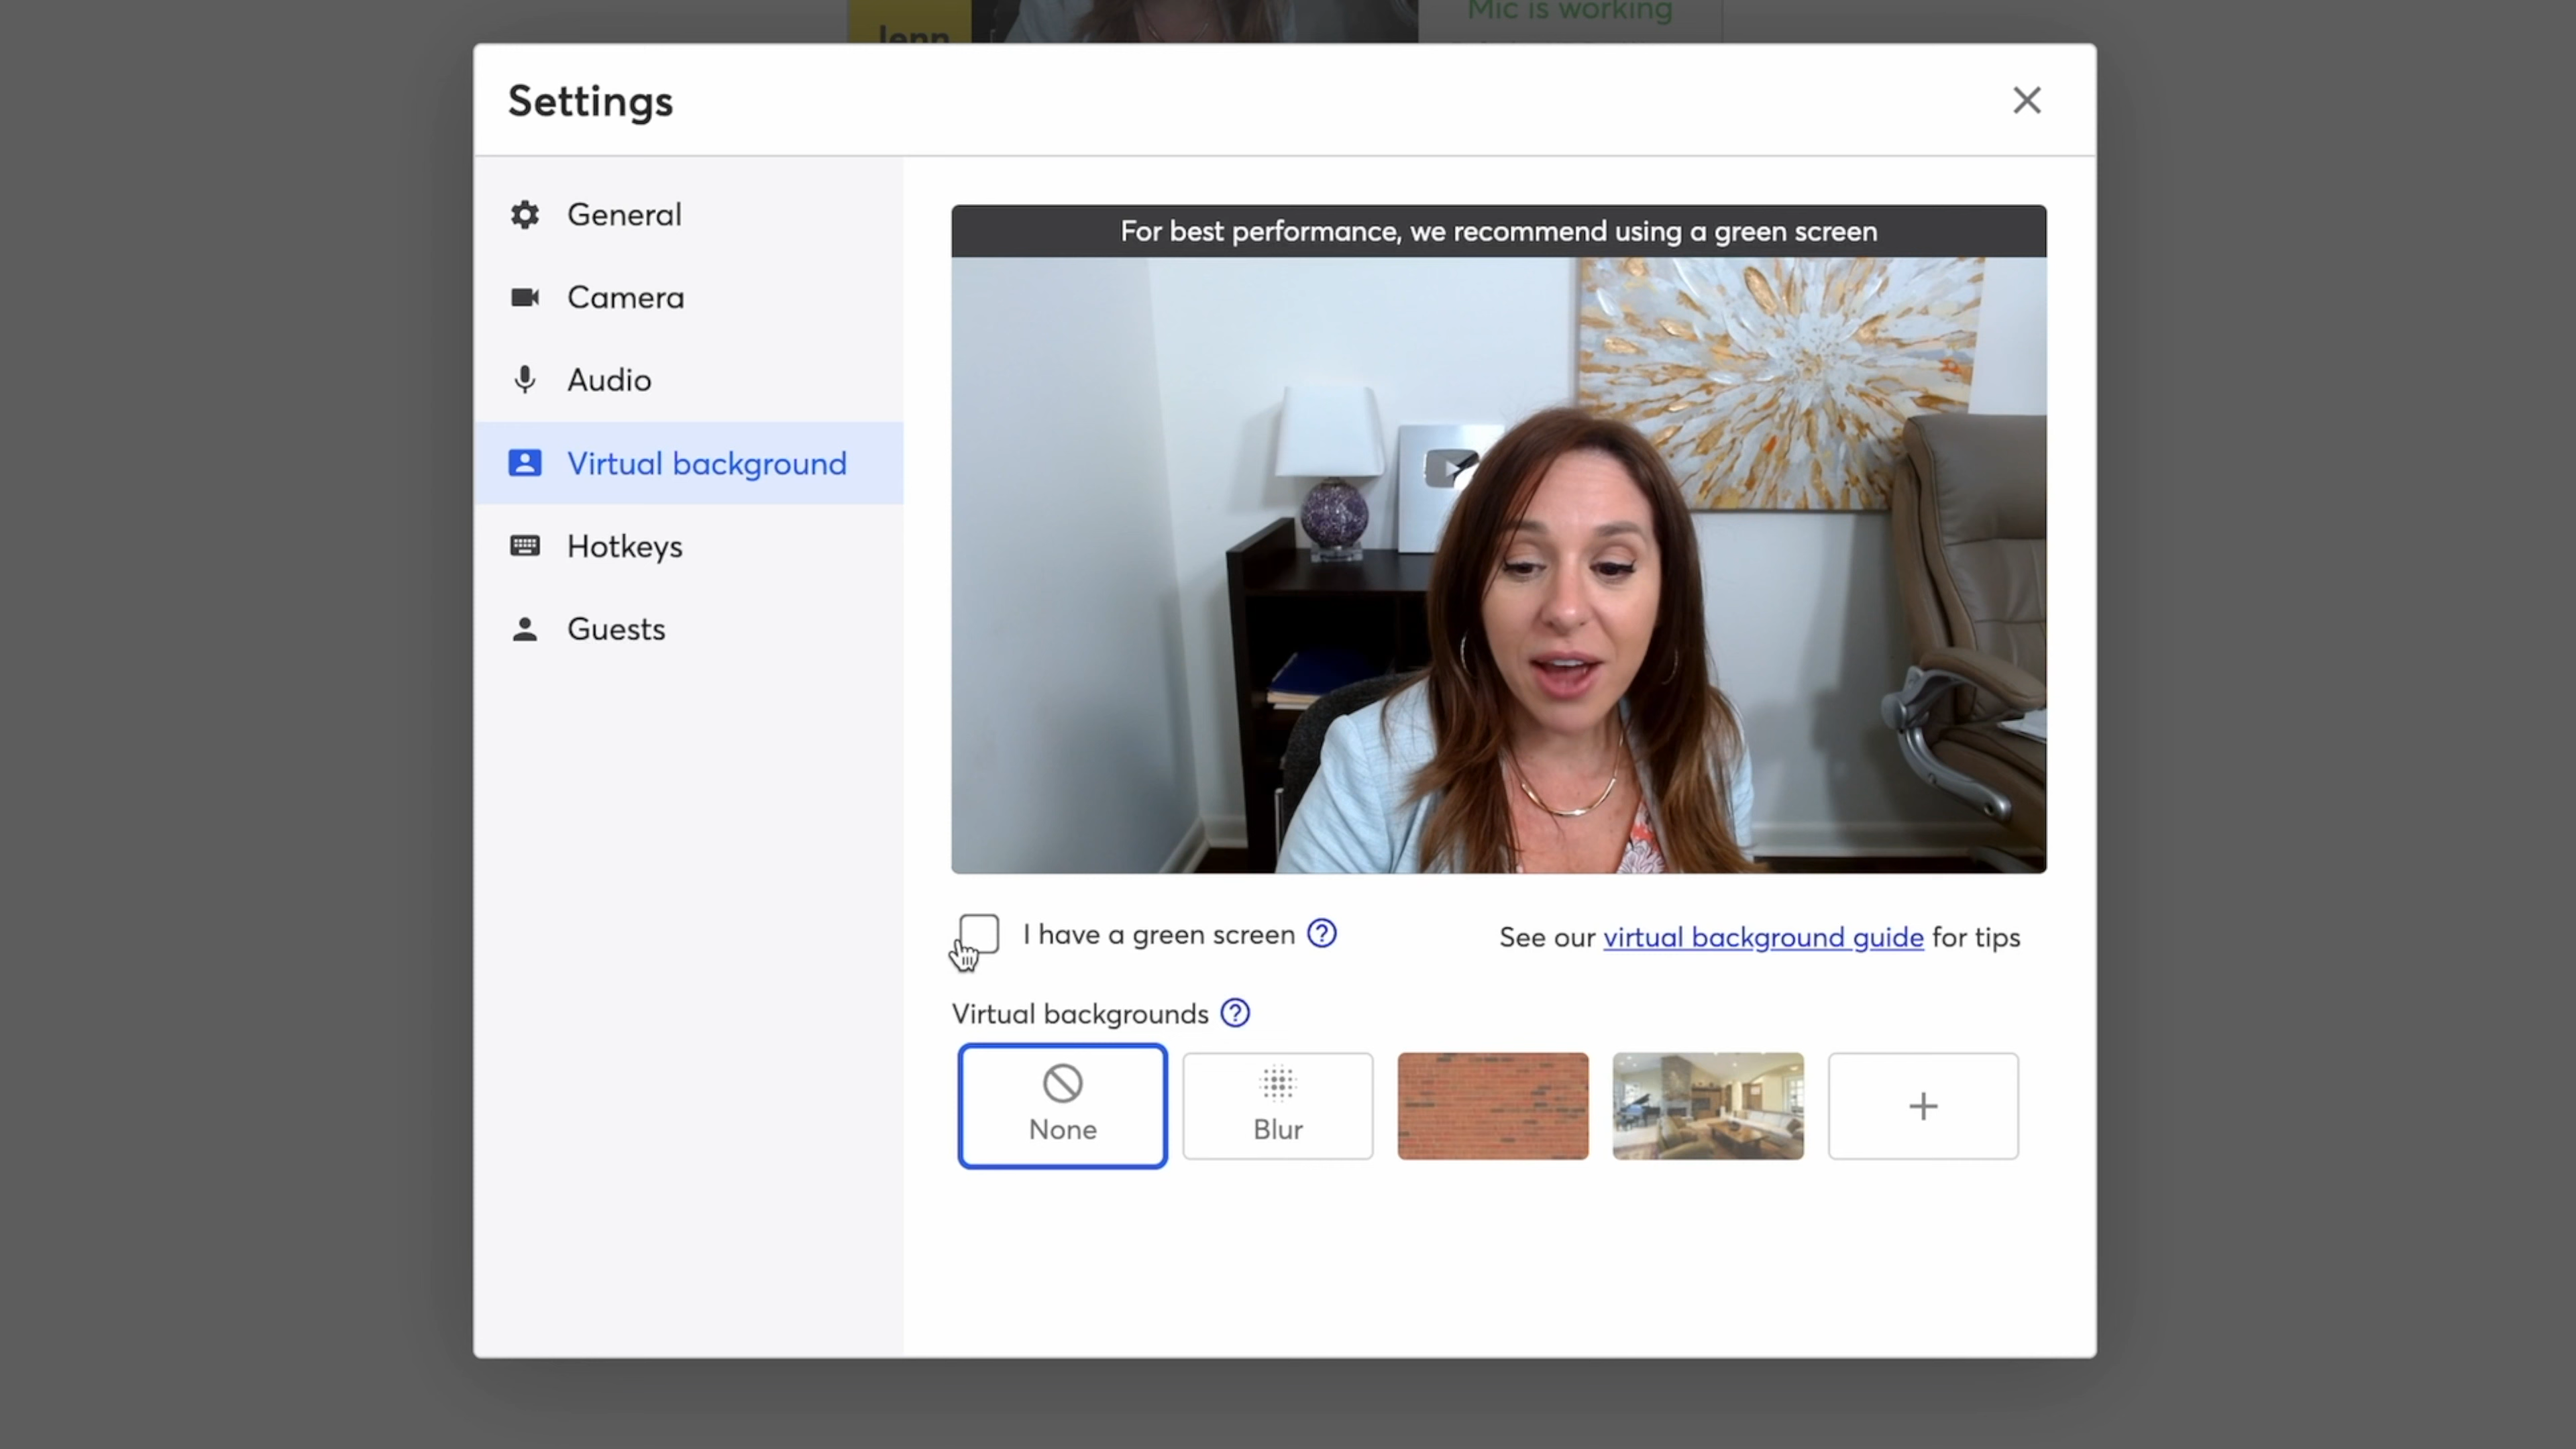 Jenn
Mic is working
Settings
General
Camera
Audio
Virtual background
Hotkeys
Guests
For best performance, we recommend using a green screen
I have a green screen
See our virtual background guide for tips
Virtual backgrounds
None
Blur